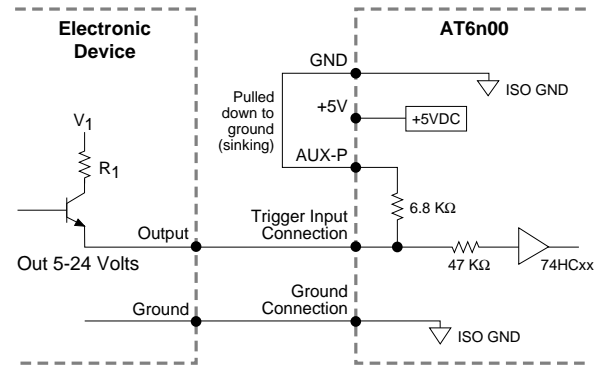 Electronic
Device
AT6n00
GND
ISO GND
Pulled
down to
ground
(sinking)
+5V
+5VDC
AUX-P
V1
R1
6.8 KΩ
Output
Trigger Input
Connection
Out 5-24 Volts
47 KΩ
74HCxx
Ground
Ground
Connection
ISO GND